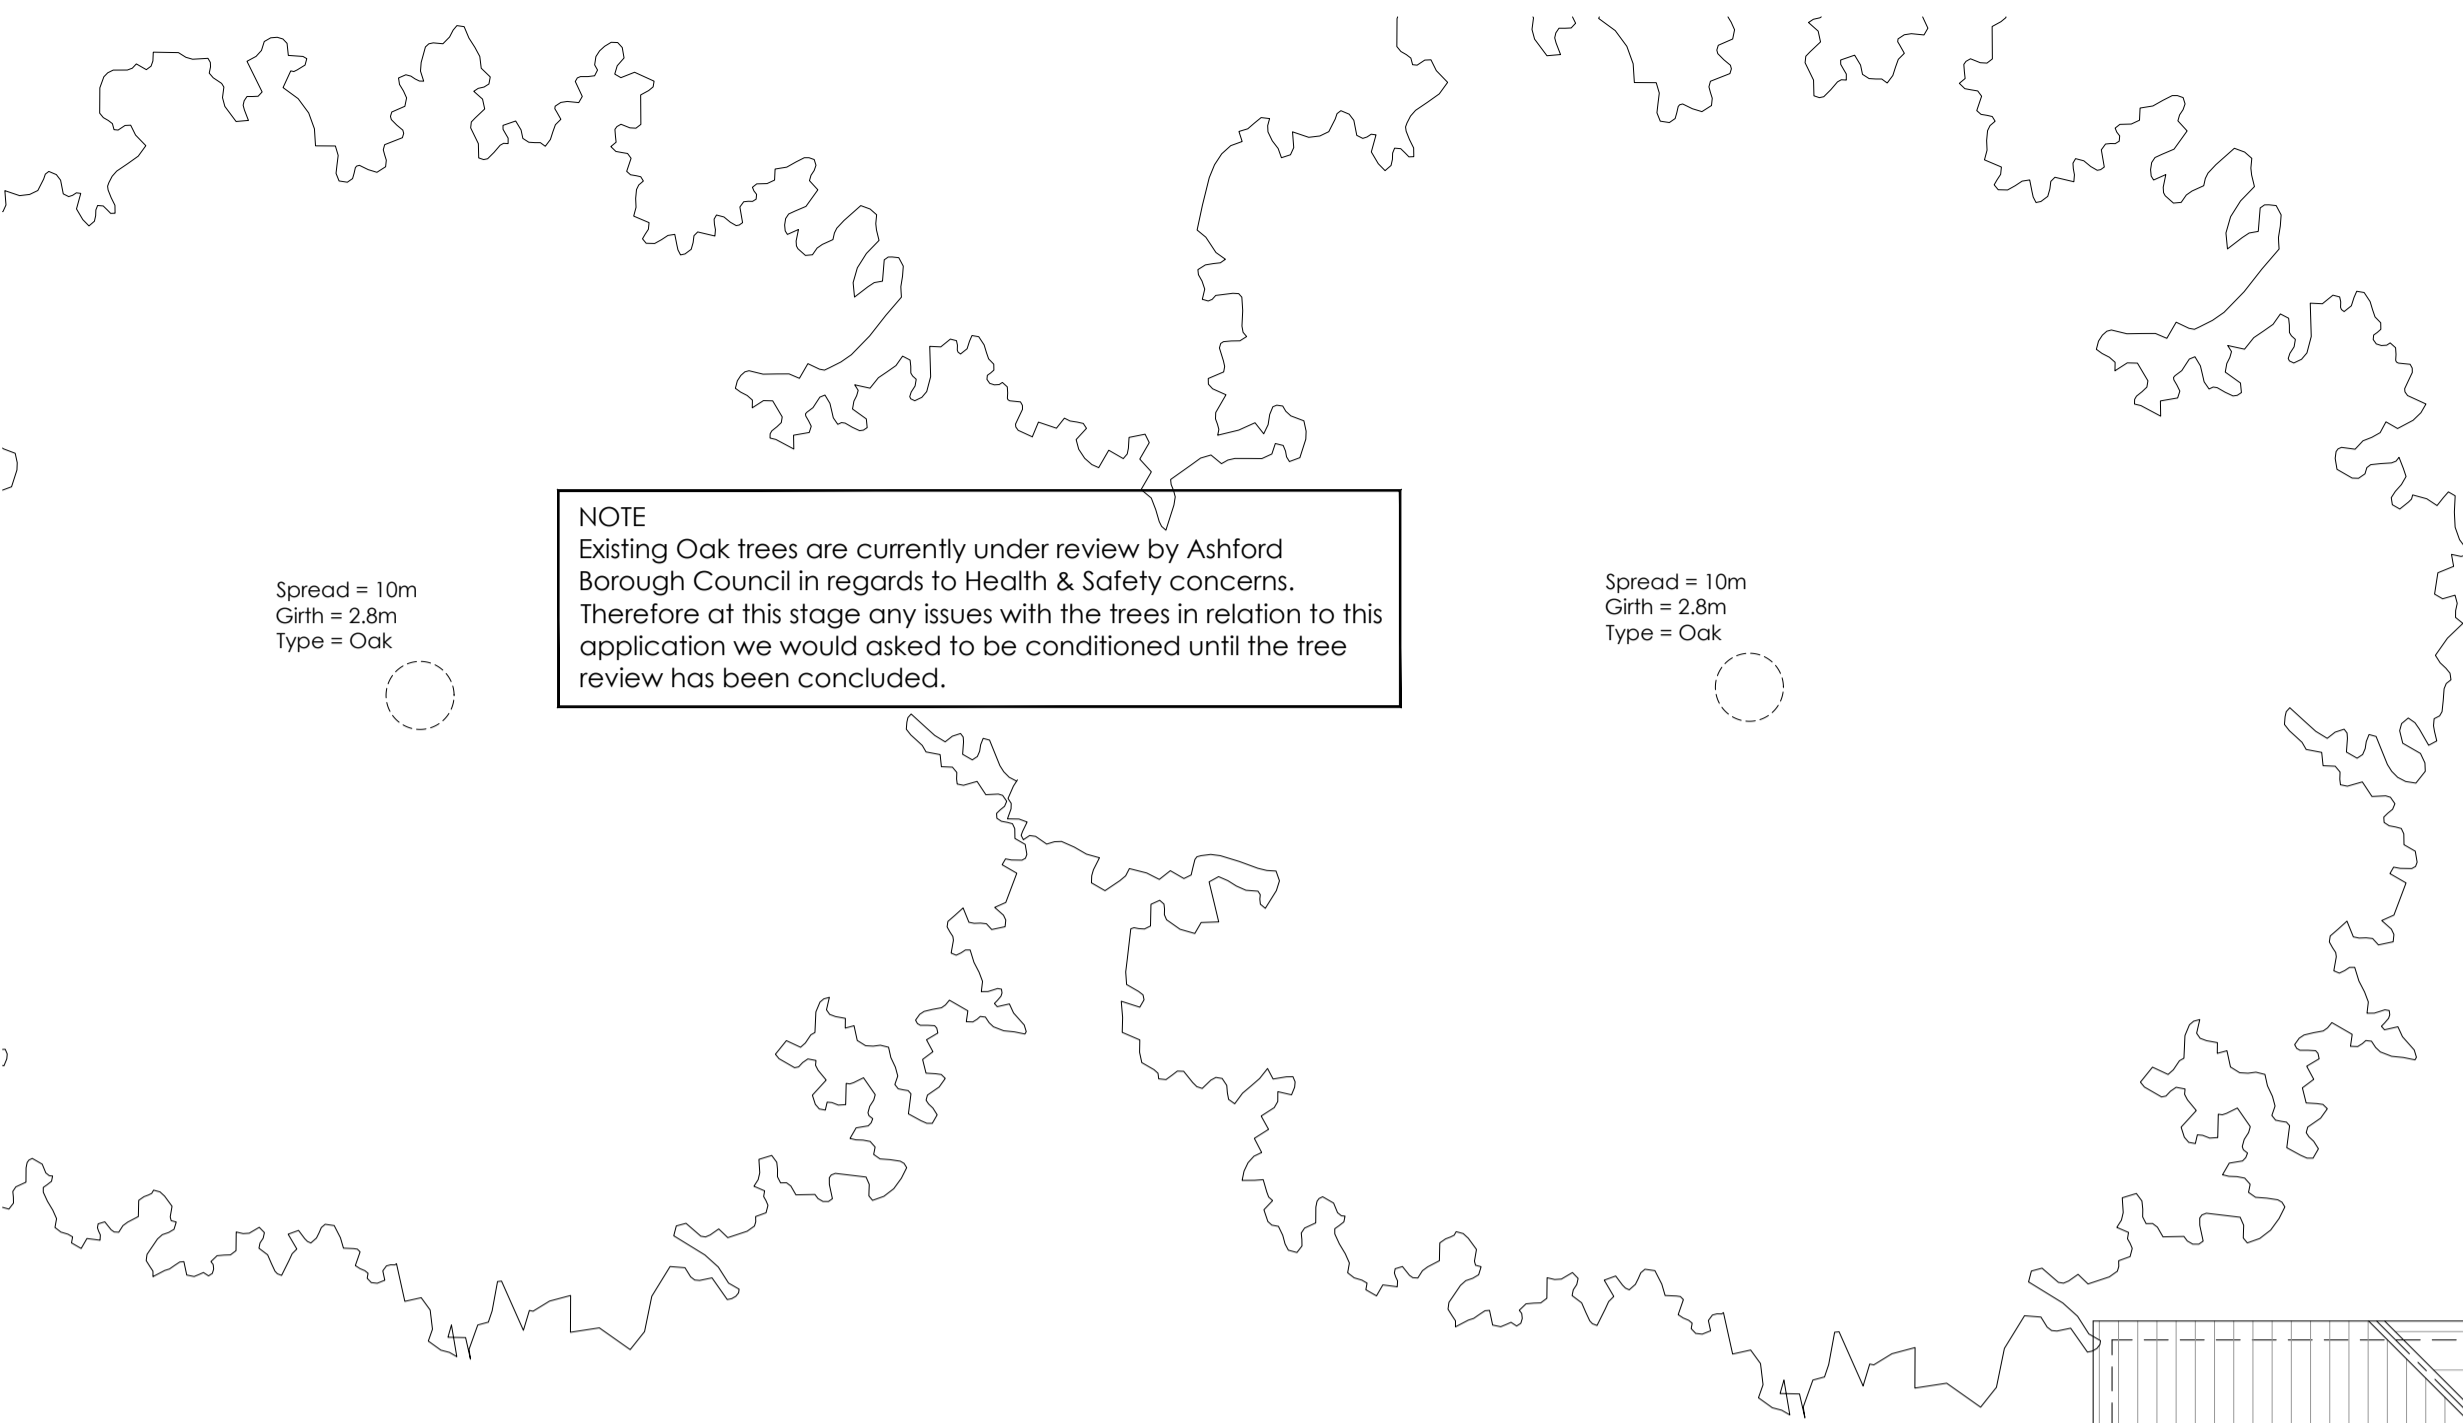 NOTE
Existing Oak trees are currently under review by Ashford
Borough Council in regards to Health & Safety concerns.
Therefore at this stage any issues with the trees in relation to this
application we would asked to be conditioned until the tree
review has been concluded.
Spread = 10m
Girth = 2.8m
Type = Oak
Spread = 10m
Girth = 2.8m
Type = Oak